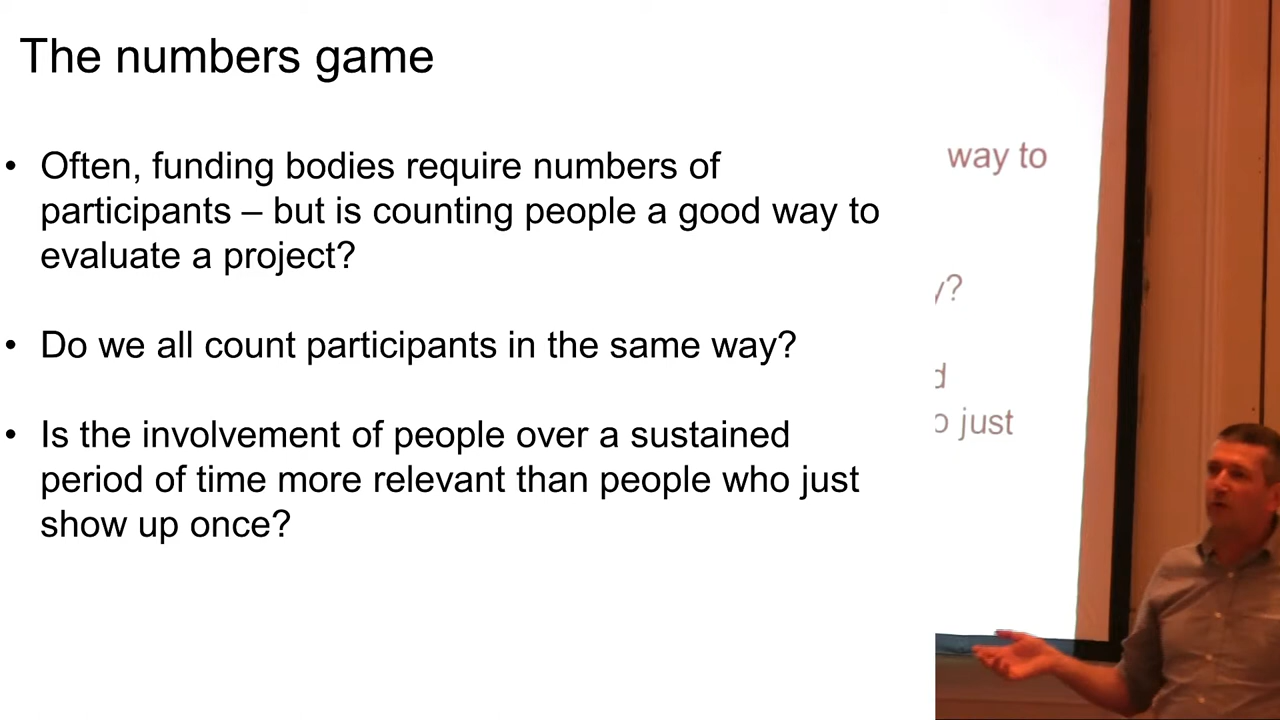 The numbers game
• Often, funding bodies require numbers of
participants – but is counting people a good way to
evaluate a project?
• Do we all count participants in the same way?
• Is the involvement of people over a sustained
period of time more relevant than people who just
show up once?
way to
y?
d
o just